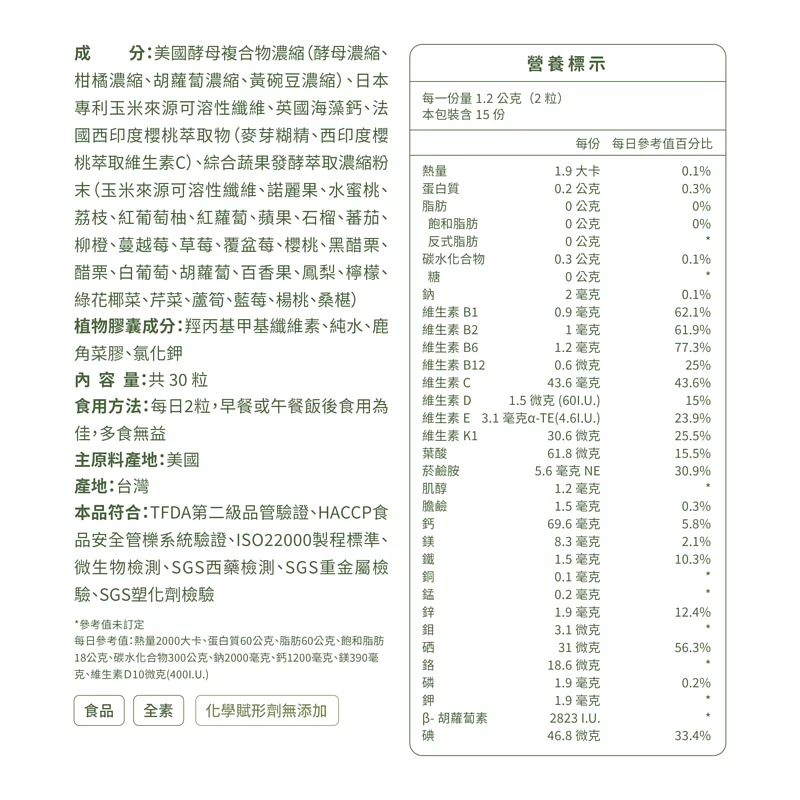 成　　分：美國酵母複合物濃縮（酵母濃縮、
柑橘濃縮、胡蘿蔔濃縮、黃碗豆濃縮）、日本
專利玉米來源可溶性纖維、英國海藻鈣、法
國西印度櫻桃萃取物（麥芽糊精、西印度櫻
桃萃取維生素C）、綜合蔬果發酵萃取濃縮粉
末（玉米來源可溶性纖維、諾麗果、水蜜桃、
荔枝、紅葡萄柚、紅蘿蔔、蘋果、石榴、蕃茄、
柳橙、蔓越莓、草莓、覆盆莓、櫻桃、黑醋栗、
醋栗、白葡萄、胡蘿蔔、百香果、鳳梨、檸檬、
綠花椰菜、芹菜、蘆筍、藍莓、楊桃、桑椹）
植物膠囊成分：羥丙基甲基纖維素、純水、鹿
角菜膠、氯化鉀
內 容 量：共 30 粒
食用方法：每日2粒，早餐或午餐飯後食用為
佳，多食無益
主原料產地：美國
產地：台灣
本品符合：TFDA第二級品管驗證、HACCP食
品安全管欒系統驗證、ISO22000製程標準、
微生物檢測、SGS西藥檢測、SGS重金屬檢
驗、SGS塑化劑檢驗
*參考值未訂定
每日參考值：熱量2000大卡、蛋白質60公克、脂肪60公克、飽和脂肪
18公克、碳水化合物300公克、鈉2000毫克、鈣1200毫克、鎂390毫
克、維生素D10微克(400I.U.)
食品 全素 化學賦形劑無添加
營養標示
每一份量 1.2 公克（2 粒）
本包裝含 15 份
每份 每日參考值百分比
熱量 1.9 大卡 0.1%
蛋白質 0.2 公克 0.3%
脂肪 0 公克 0%
飽和脂肪 0 公克 0%
反式脂肪 0 公克 *
碳水化合物 0.3 公克 0.1%
糖 0 公克 *
鈉 2 毫克 0.1%
維生素 B1 0.9 毫克 62.1%
維生素 B2 1 毫克 61.9%
維生素 B6 1.2 毫克 77.3%
維生素 B12 0.6 微克 25%
維生素 C 43.6 毫克 43.6%
維生素 D 1.5 微克 (60I.U.) 15%
維生素 E 3.1 毫克α-TE(4.6I.U.) 23.9%
維生素 K1 30.6 微克 25.5%
葉酸 61.8 微克 15.5%
菸鹼胺 5.6 毫克 NE 30.9%
肌醇 1.2 毫克 *
膽鹼 1.5 毫克 0.3%
鈣 69.6 毫克 5.8%
鎂 8.3 毫克 2.1%
鐵 1.5 毫克 10.3%
銅 0.1 毫克 *
錳 0.2 毫克 *
鋅 1.9 毫克 12.4%
鉬 3.1 微克 *
硒 31 微克 56.3%
鉻 18.6 微克 *
磷 1.9 毫克 0.2%
鉀 1.9 毫克 *
β- 胡蘿蔔素 2823 I.U. *
碘 46.8 微克 33.4%